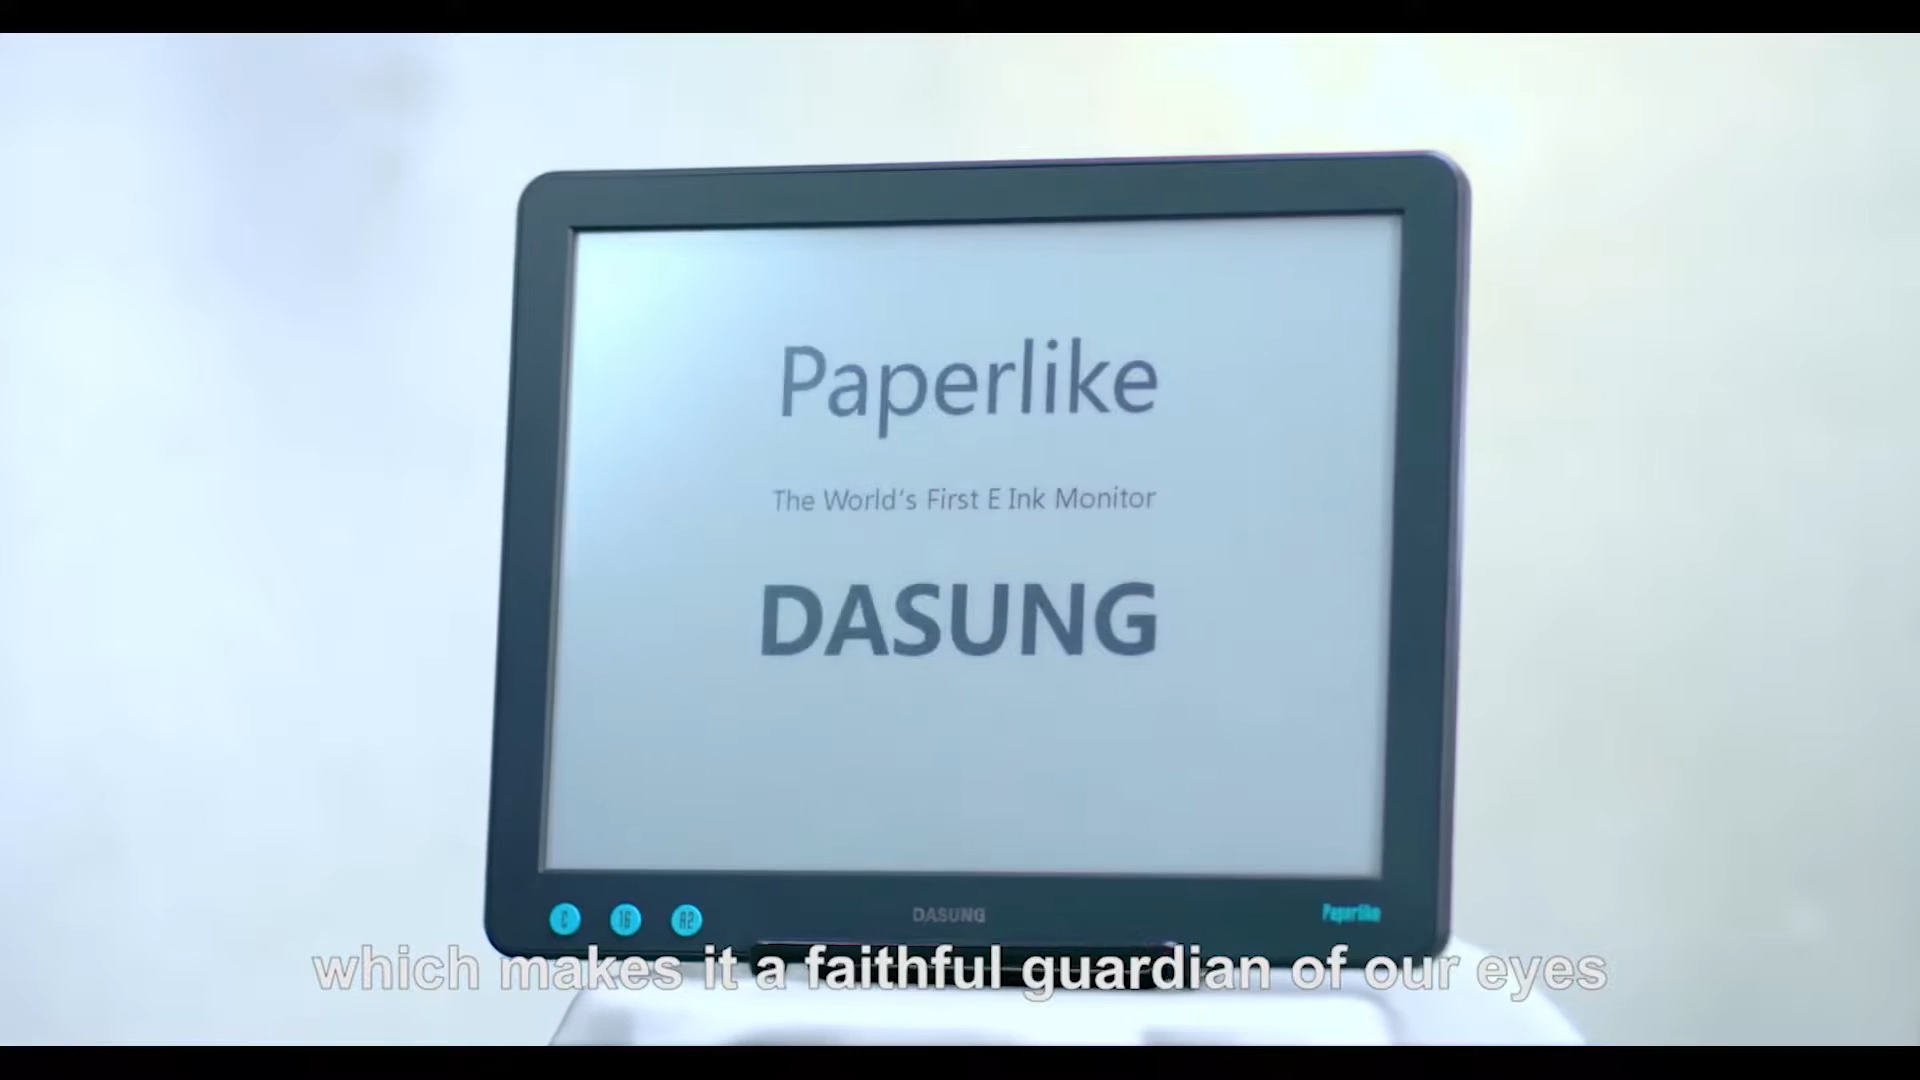 Paperlike
The World's First E Ink Monitor
DASUNG
C 16 A2 DASUNG Paperlike
which makes it a faithful guardian of our eyes